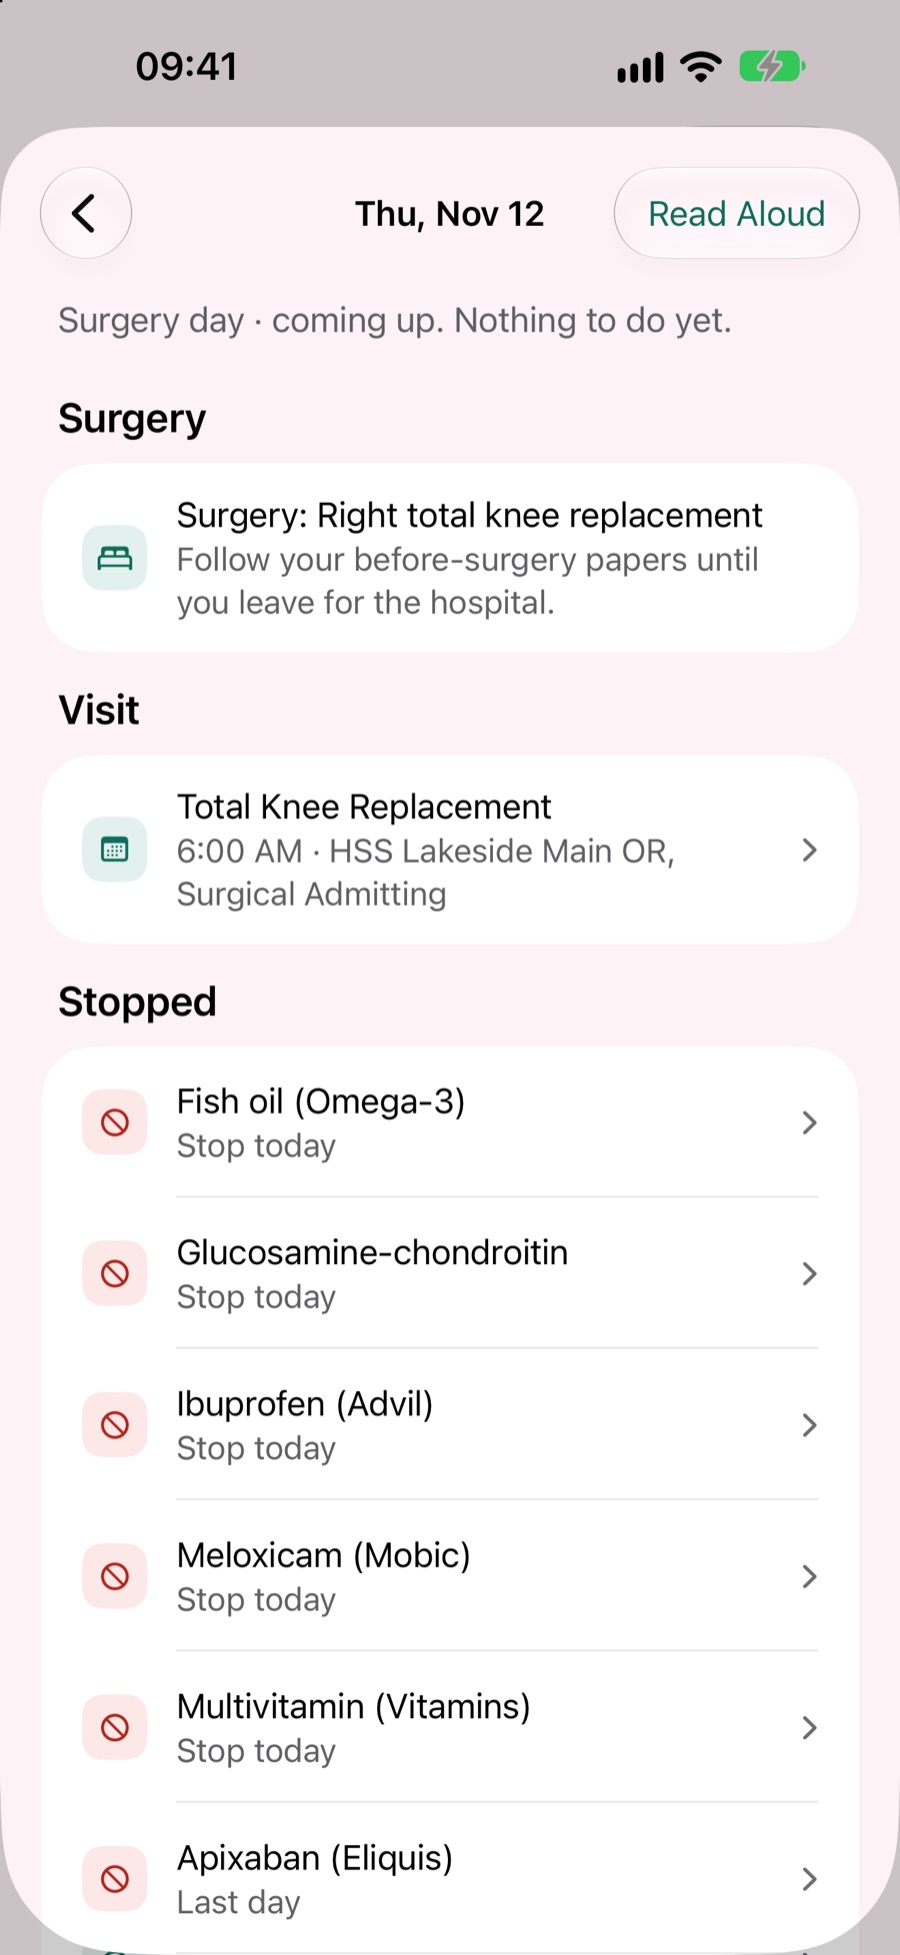 09:41
Thu, Nov 12
Read Aloud
Surgery day · coming up. Nothing to do yet.
Surgery
Surgery: Right total knee replacement
Follow your before-surgery papers until
you leave for the hospital.
Visit
Total Knee Replacement
6:00 AM · HSS Lakeside Main OR,
Surgical Admitting
Stopped
Fish oil (Omega-3)
Stop today
Glucosamine-chondroitin
Stop today
Ibuprofen (Advil)
Stop today
Meloxicam (Mobic)
Stop today
Multivitamin (Vitamins)
Stop today
Apixaban (Eliquis)
Last day